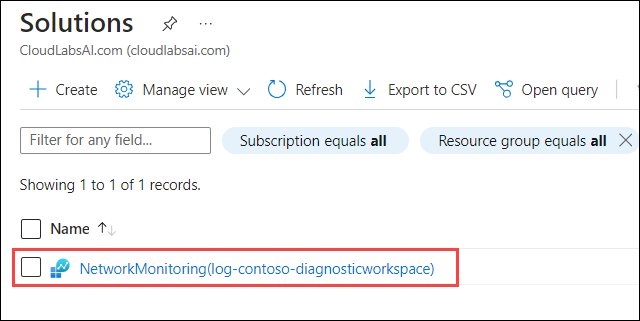 Solutions
CloudLabsAI.com (cloudlabsai.com)
+ Create Manage view Refresh Export to CSV Open query
Filter for any field... Subscription equals all Resource group equals all
Showing 1 to 1 of 1 records.
Name
NetworkMonitoring(log-contoso-diagnosticworkspace)